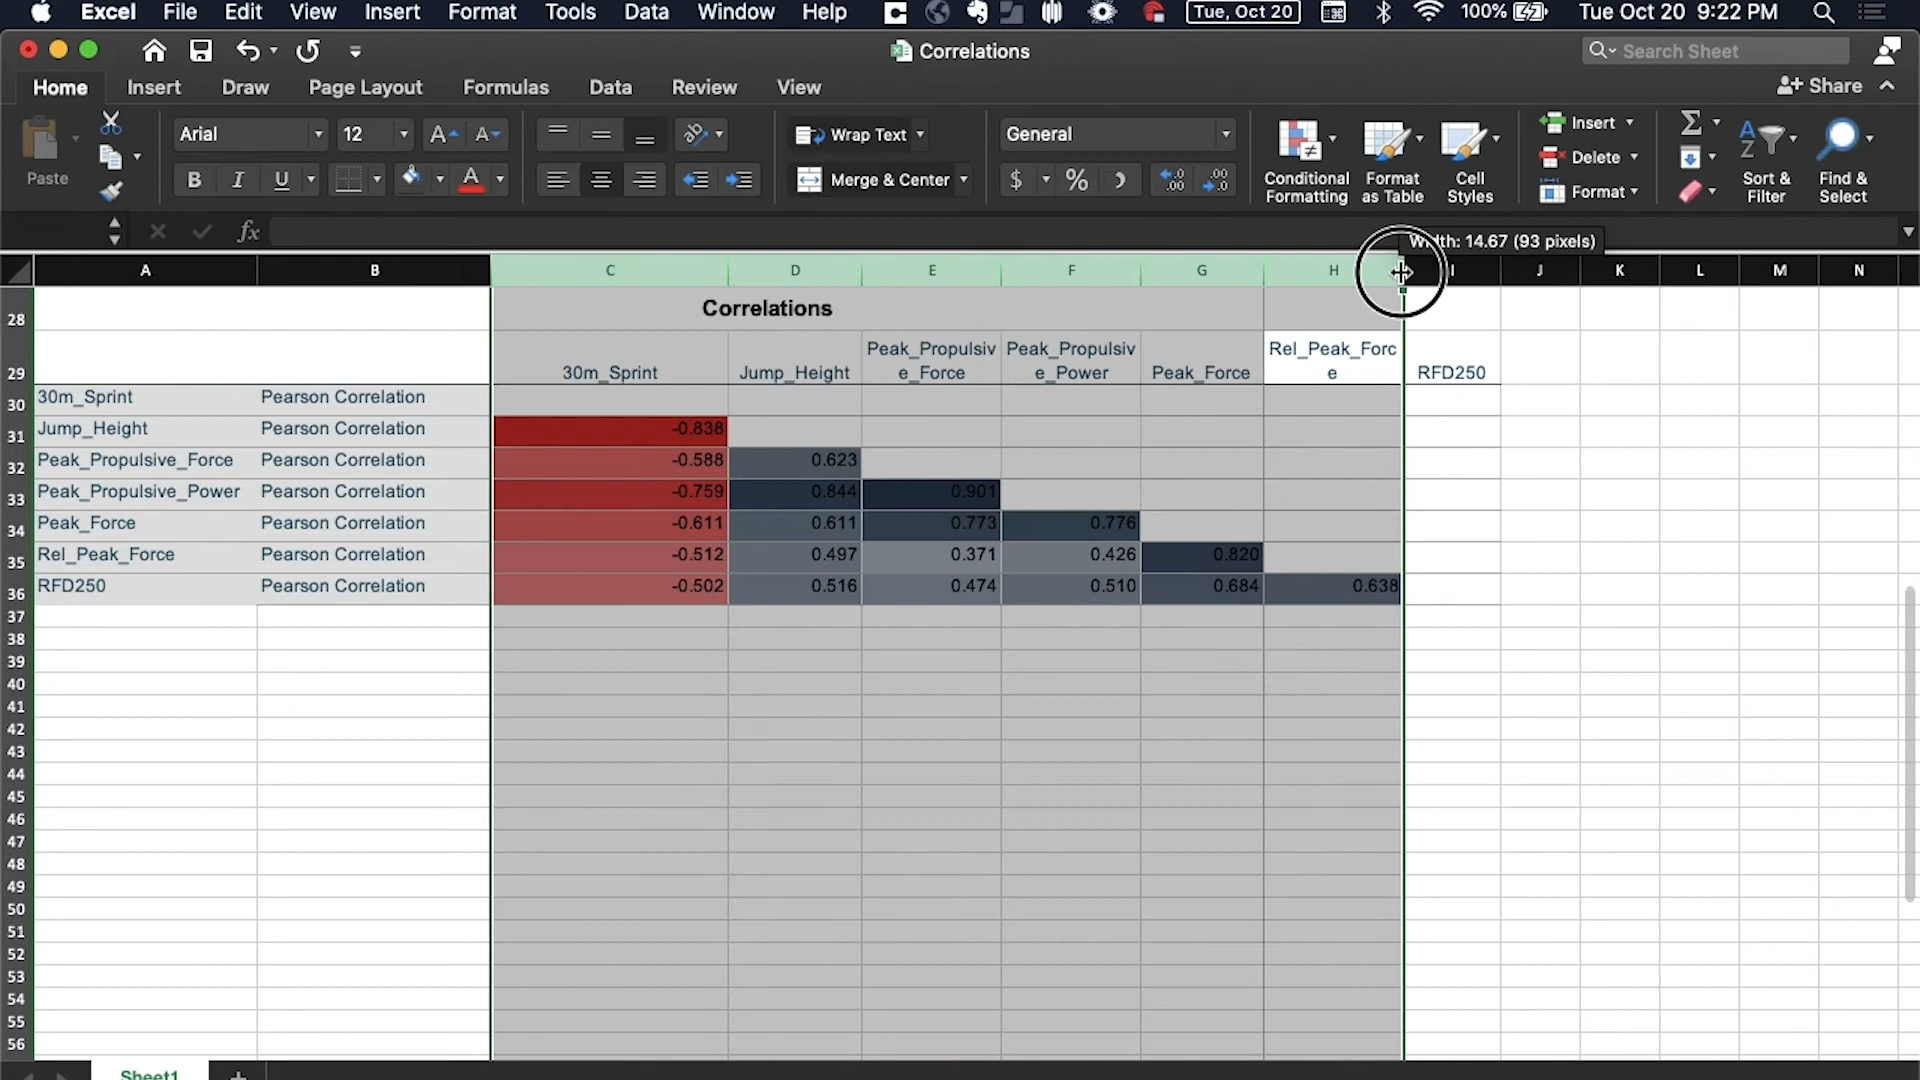 Excel File Edit View Insert Format Tools Data Window Help Tue, Oct 20 100% Tue Oct 20 9:22 PM
Correlations
Search Sheet
Home Insert Draw Page Layout Formulas Data Review View Share
Paste
Arial 12
B I U A
Wrap Text
Merge & Center
General
$ %
Conditional Formatting
Format as Table
Cell Styles
Insert
Delete
Format
Sort & Filter
Find & Select
fx
Width: 14.67 (93 pixels)
A B C D E F G H I J K L M N
28 Correlations
29 30m_Sprint Jump_Height Peak_Propulsiv e_Force Peak_Propulsiv e_Power Peak_Force Rel_Peak_Forc e RFD250
30 30m_Sprint Pearson Correlation
31 Jump_Height Pearson Correlation -0.838
32 Peak_Propulsive_Force Pearson Correlation -0.588 0.623
33 Peak_Propulsive_Power Pearson Correlation -0.759 0.844 0.901
34 Peak_Force Pearson Correlation -0.611 0.611 0.773 0.776
35 Rel_Peak_Force Pearson Correlation -0.512 0.497 0.371 0.426 0.820
36 RFD250 Pearson Correlation -0.502 0.516 0.474 0.510 0.684 0.638
37
38
39
40
41
42
43
44
45
46
47
48
49
50
51
52
53
54
55
56
Sheet1 +